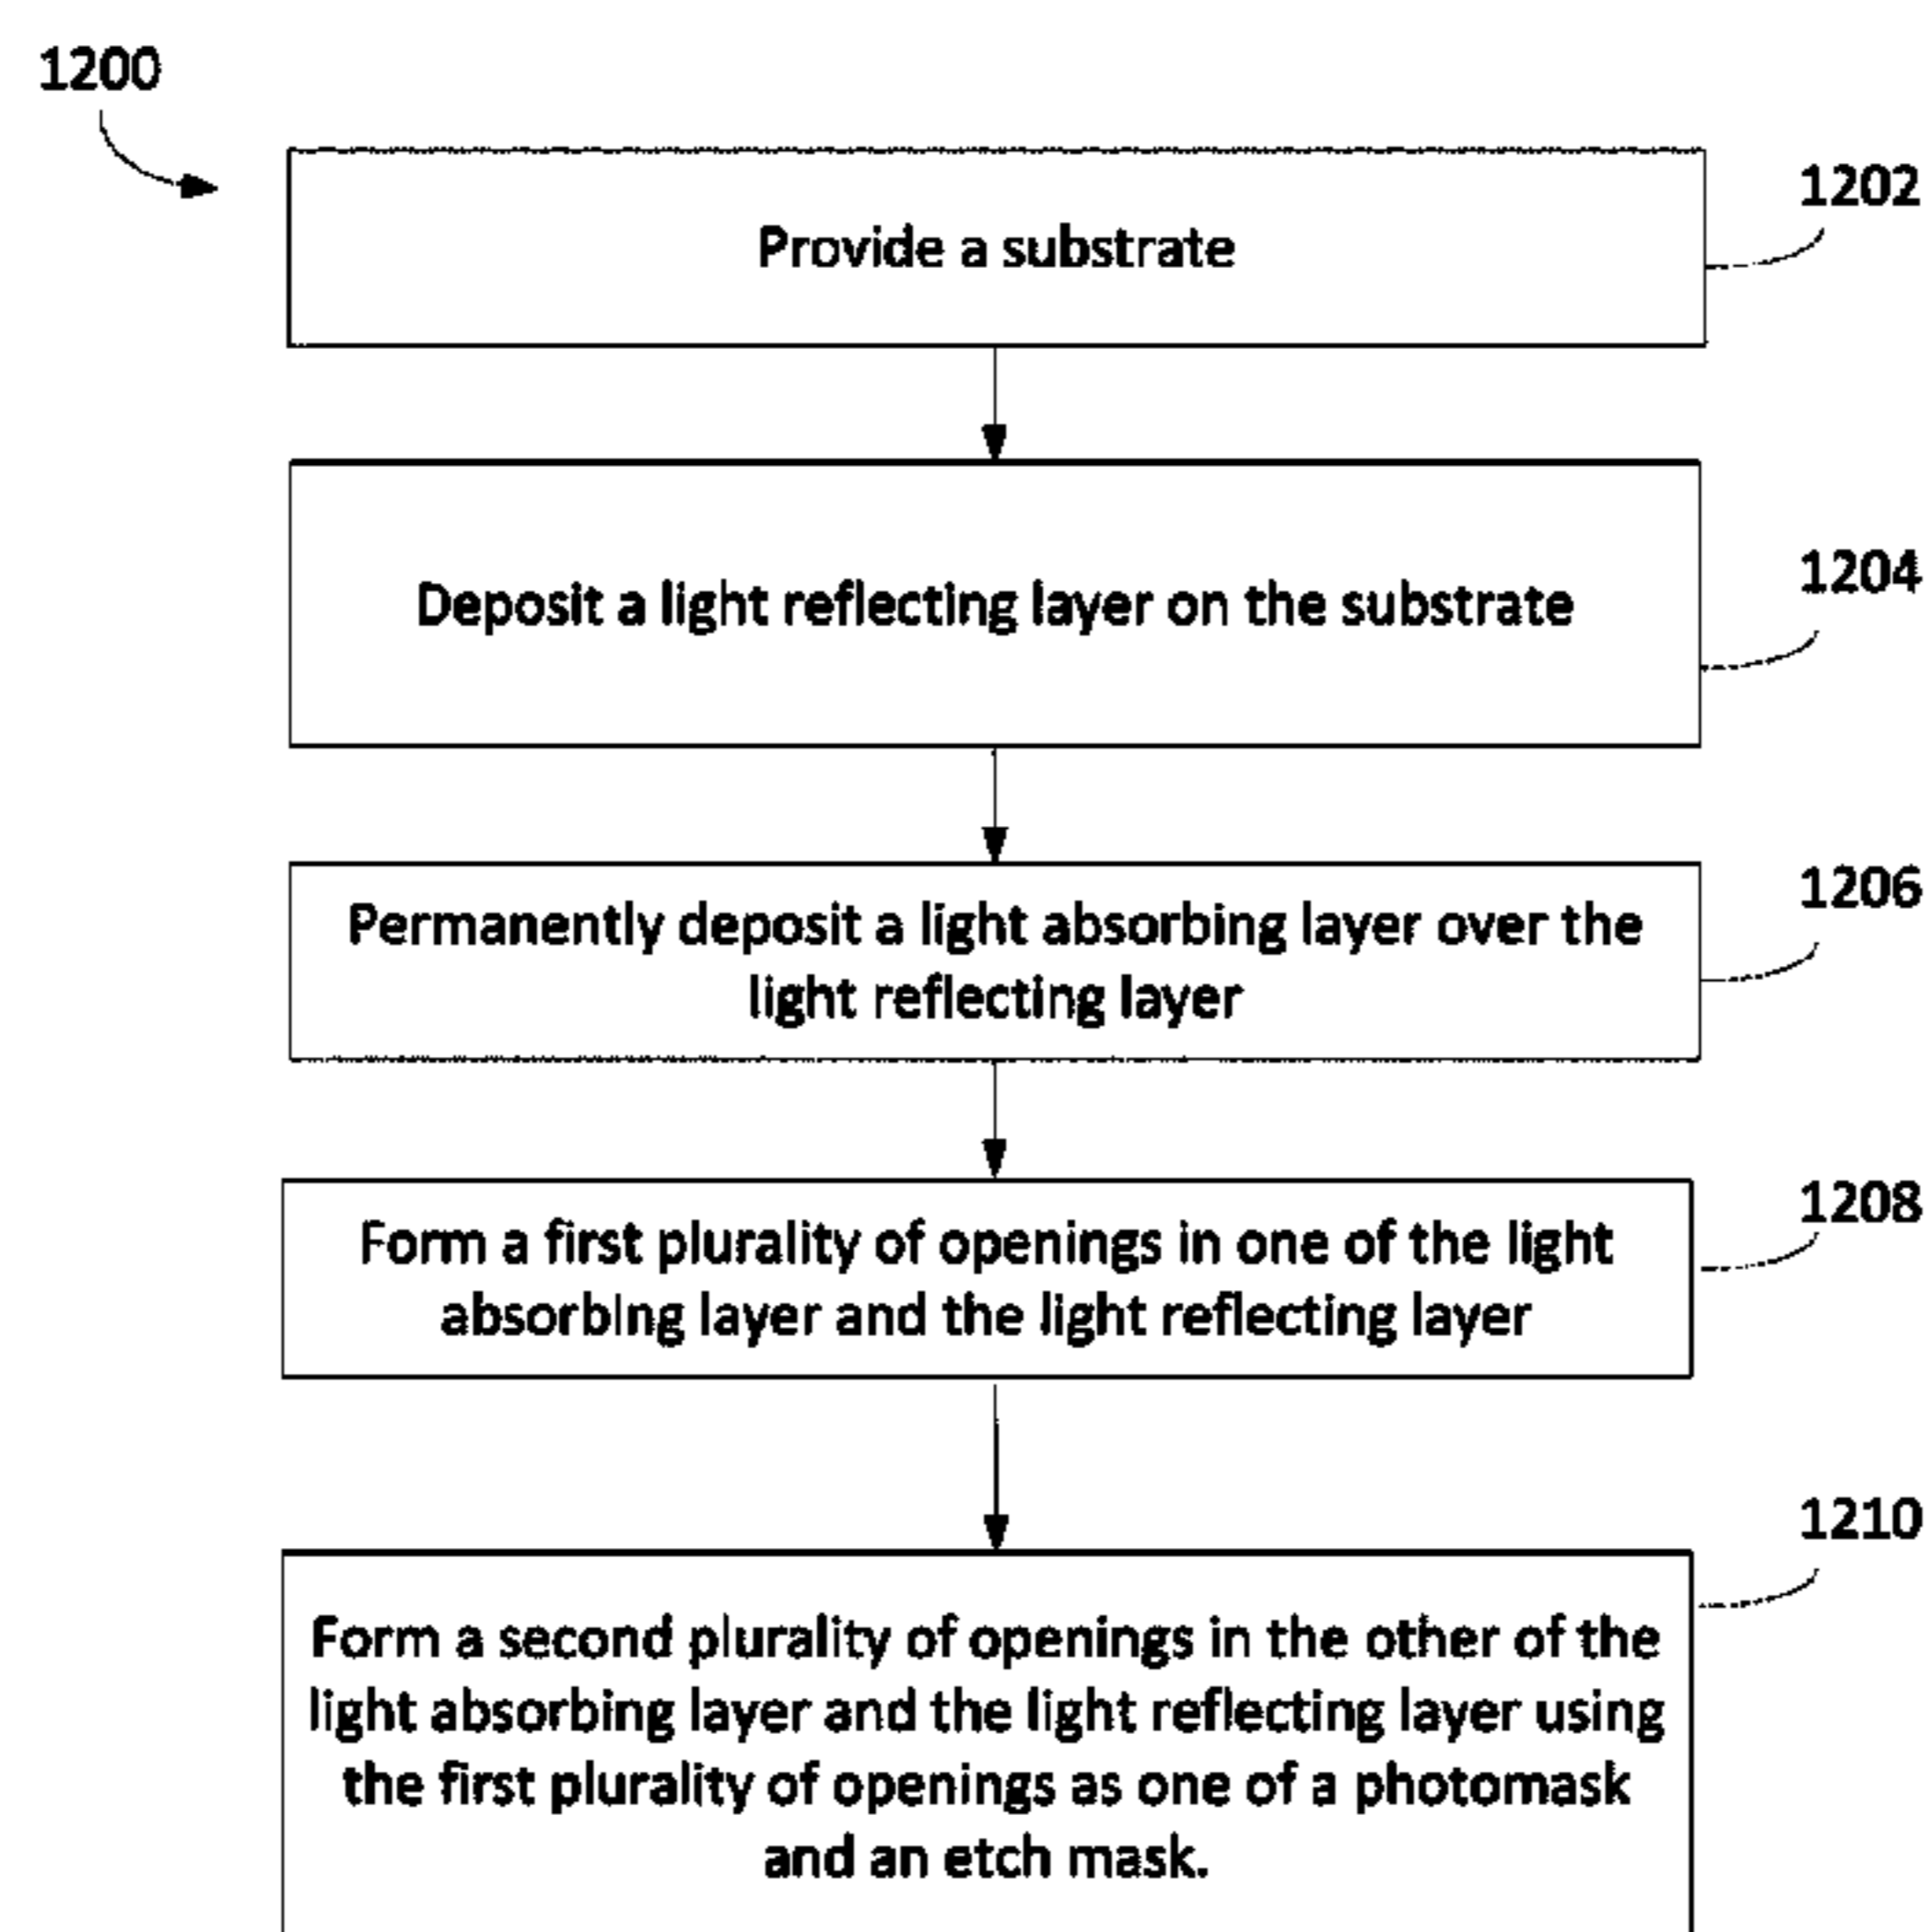 1200
1202
Provide a substrate
1204
Deposit a light reflecting layer on the substrate
1206
Permanently deposit a light absorbing layer over the
light reflecting layer
1208
Form a first plurality of openings in one of the light
absorbing layer and the light reflecting layer
1210
Form a second plurality of openings in the other of the
light absorbing layer and the light reflecting layer using
the first plurality of openings as one of a photomask
and an etch mask.